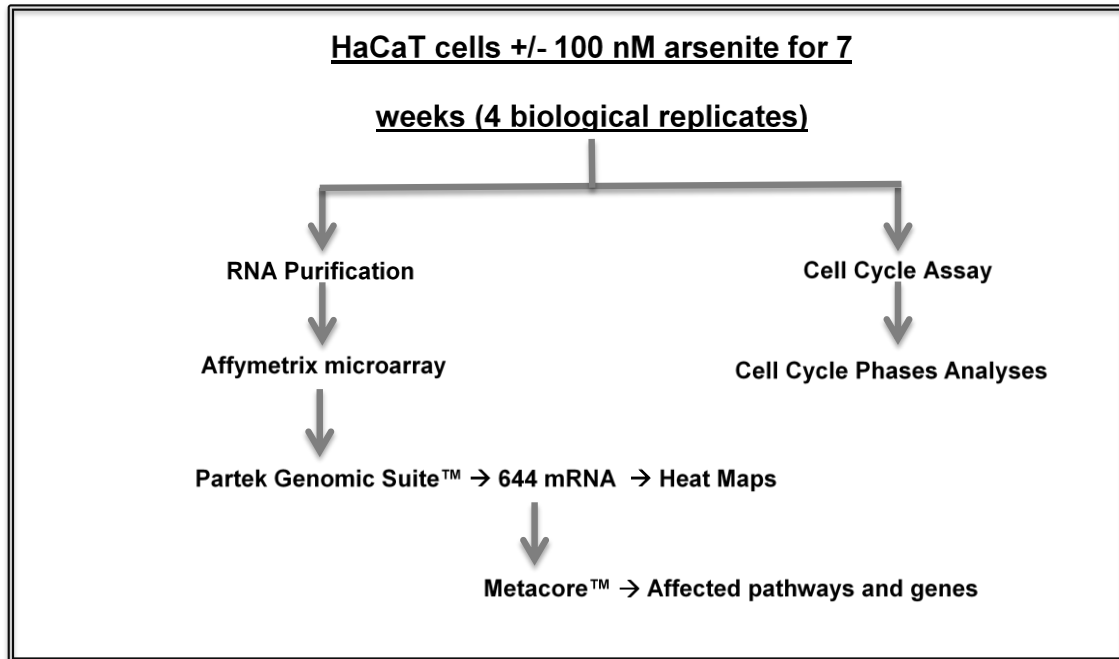 HaCaT cells +/- 100 nM arsenite for 7
weeks (4 biological replicates)
RNA Purification
Cell Cycle Assay
Affymetrix microarray
Cell Cycle Phases Analyses
Partek Genomic Suite™ → 644 mRNA → Heat Maps
Metacore™ → Affected pathways and genes